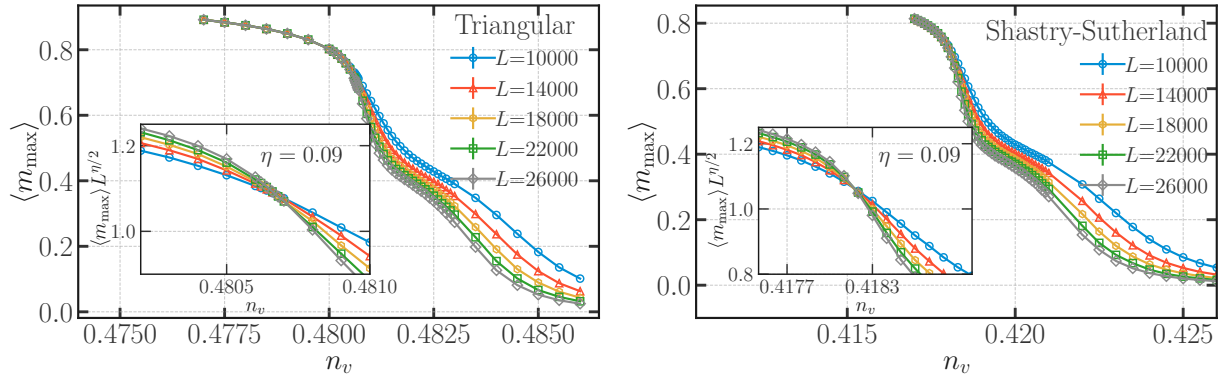 Triangular
L=10000
L=14000
L=18000
L=22000
L=26000
⟨m_max⟩
0.8
0.6
0.4
0.2
0.0
0.4750 0.4775 0.4800 0.4825 0.4850
n_v
η = 0.09
⟨m_max⟩ L^{η/2}
1.2
1.0
0.4805 0.4810
n_v
Shastry-Sutherland
L=10000
L=14000
L=18000
L=22000
L=26000
⟨m_max⟩
0.8
0.6
0.4
0.2
0.0
0.415 0.420 0.425
n_v
η = 0.09
⟨m_max⟩ L^{η/2}
1.2
1.0
0.8
0.4177 0.4183
n_v